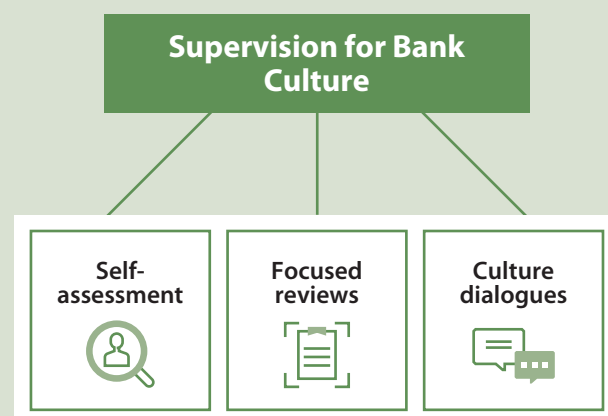 Supervision for Bank
Culture
Self-
assessment
Focused
reviews
Culture
dialogues